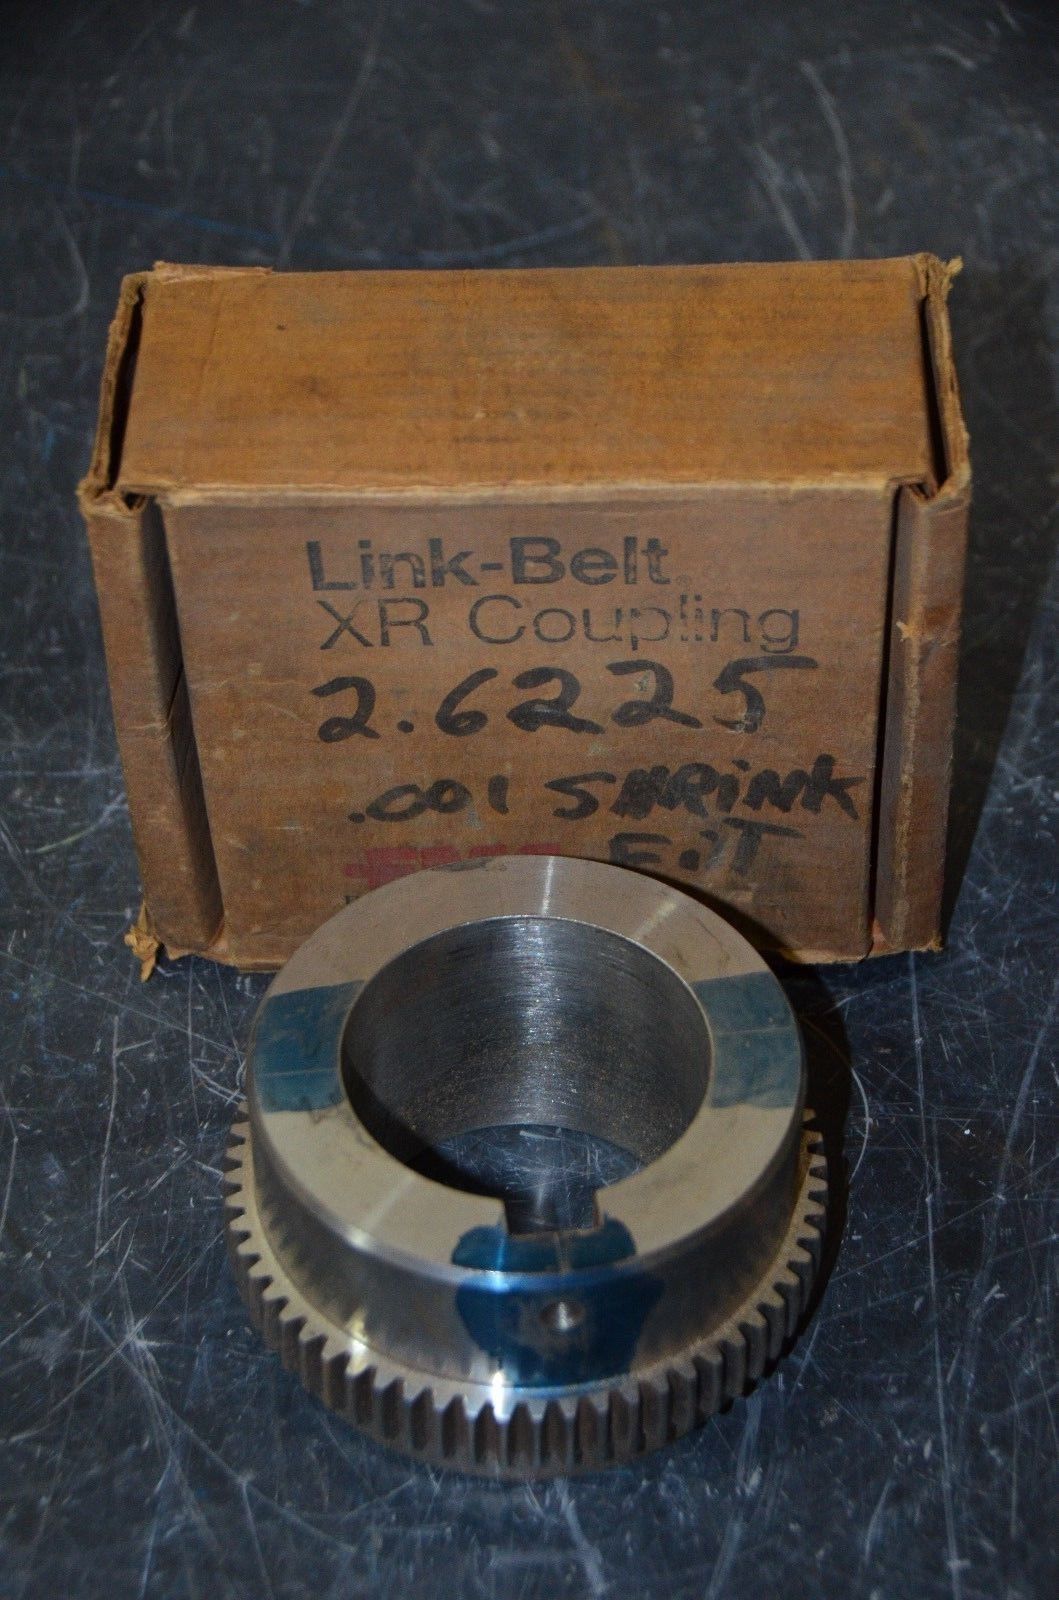 Link-Belt®
XR Coupling
2.6225
.001 SHRINK
FIT